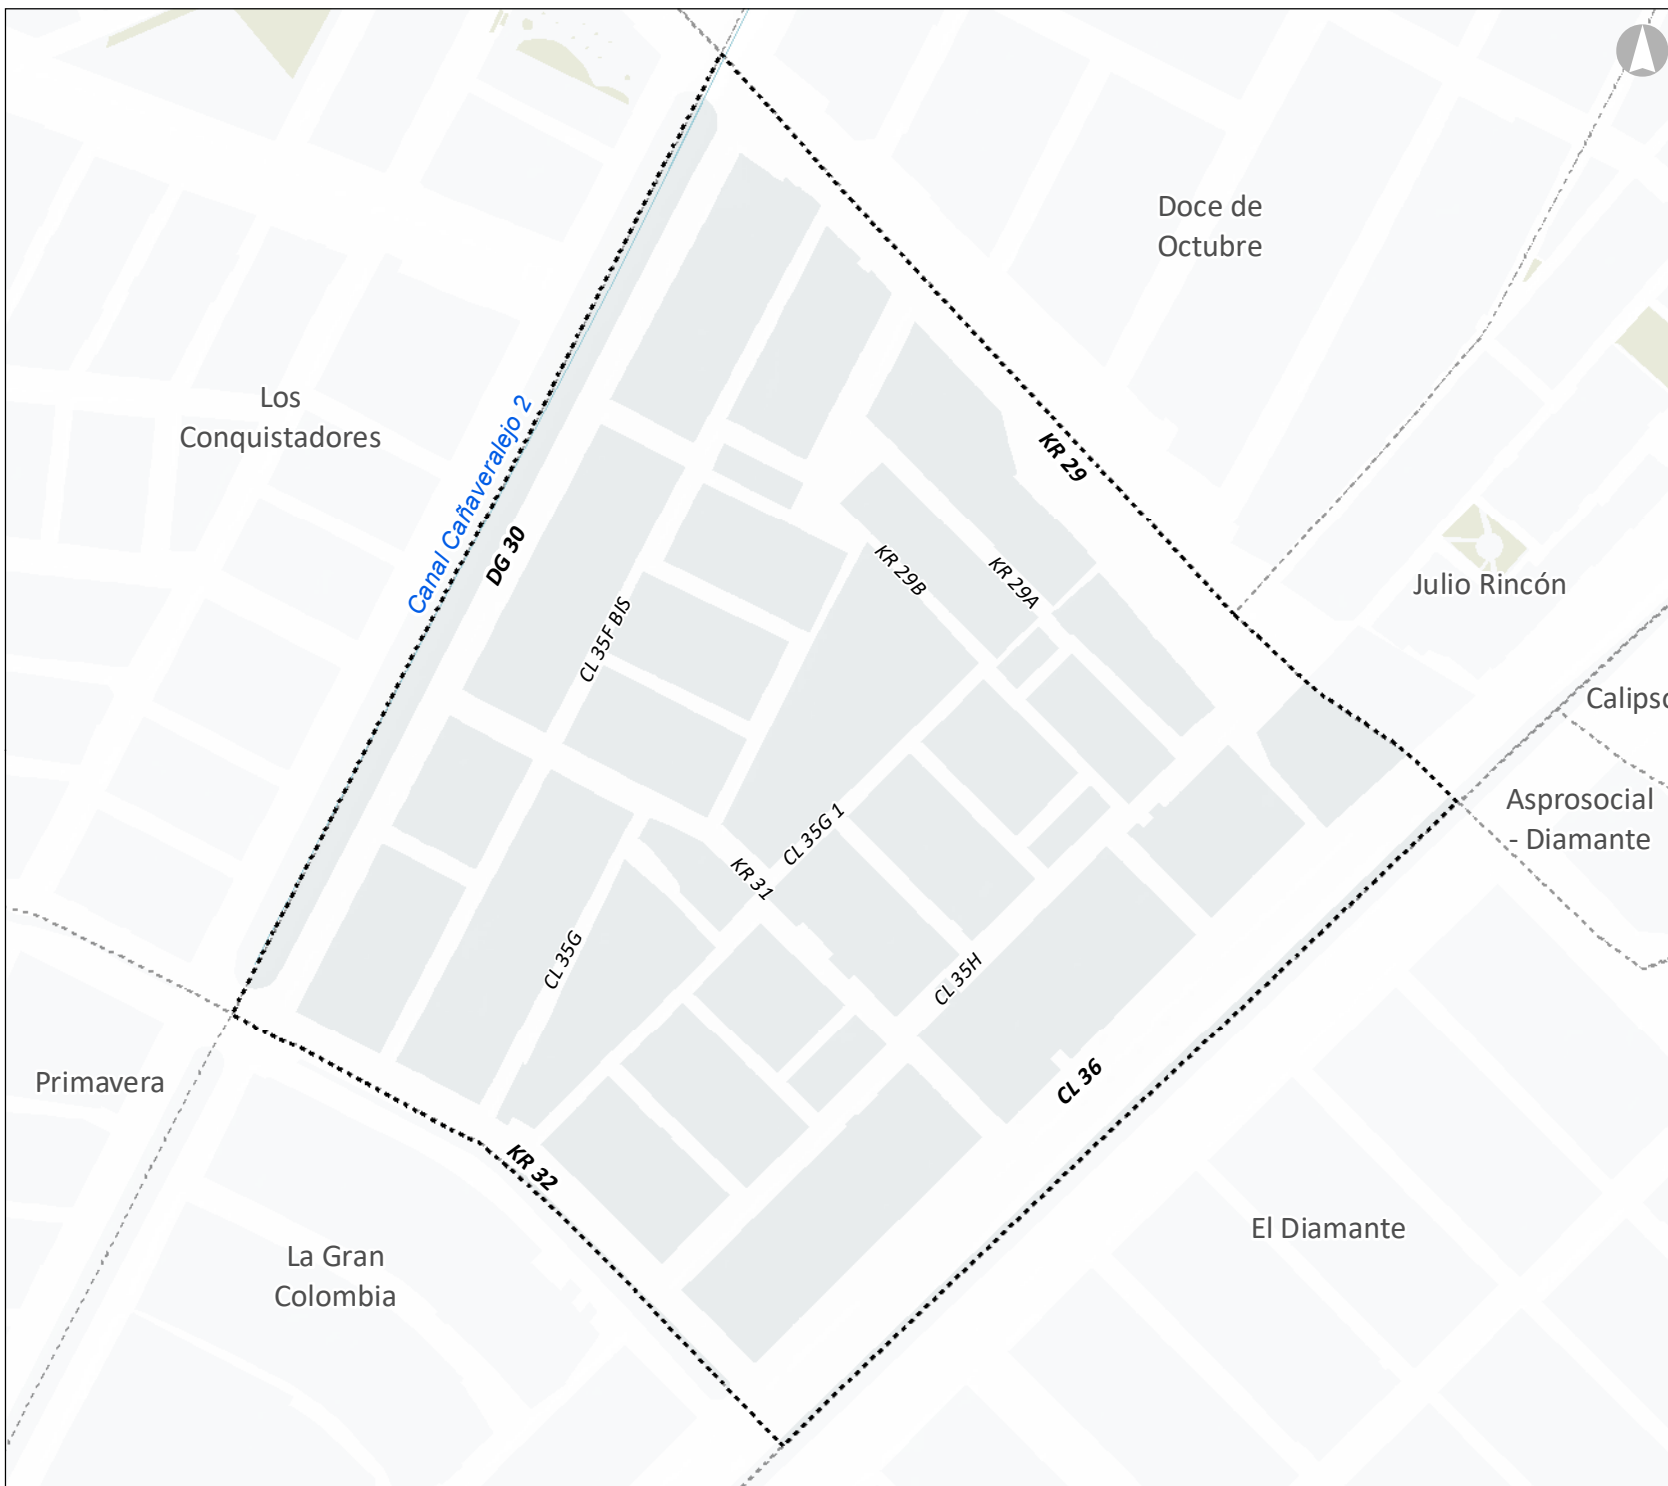 Doce de
Octubre
Los
Conquistadores
Canal Cañaveralejo 2
KR 29
DG 30
KR 29B
KR 29A
Julio Rincón
CL 35F BIS
Calipso
Asprosocial
- Diamante
CL 35G 1
KR 31
CL 35G
CL 35H
Primavera
CL 36
KR 32
El Diamante
La Gran
Colombia